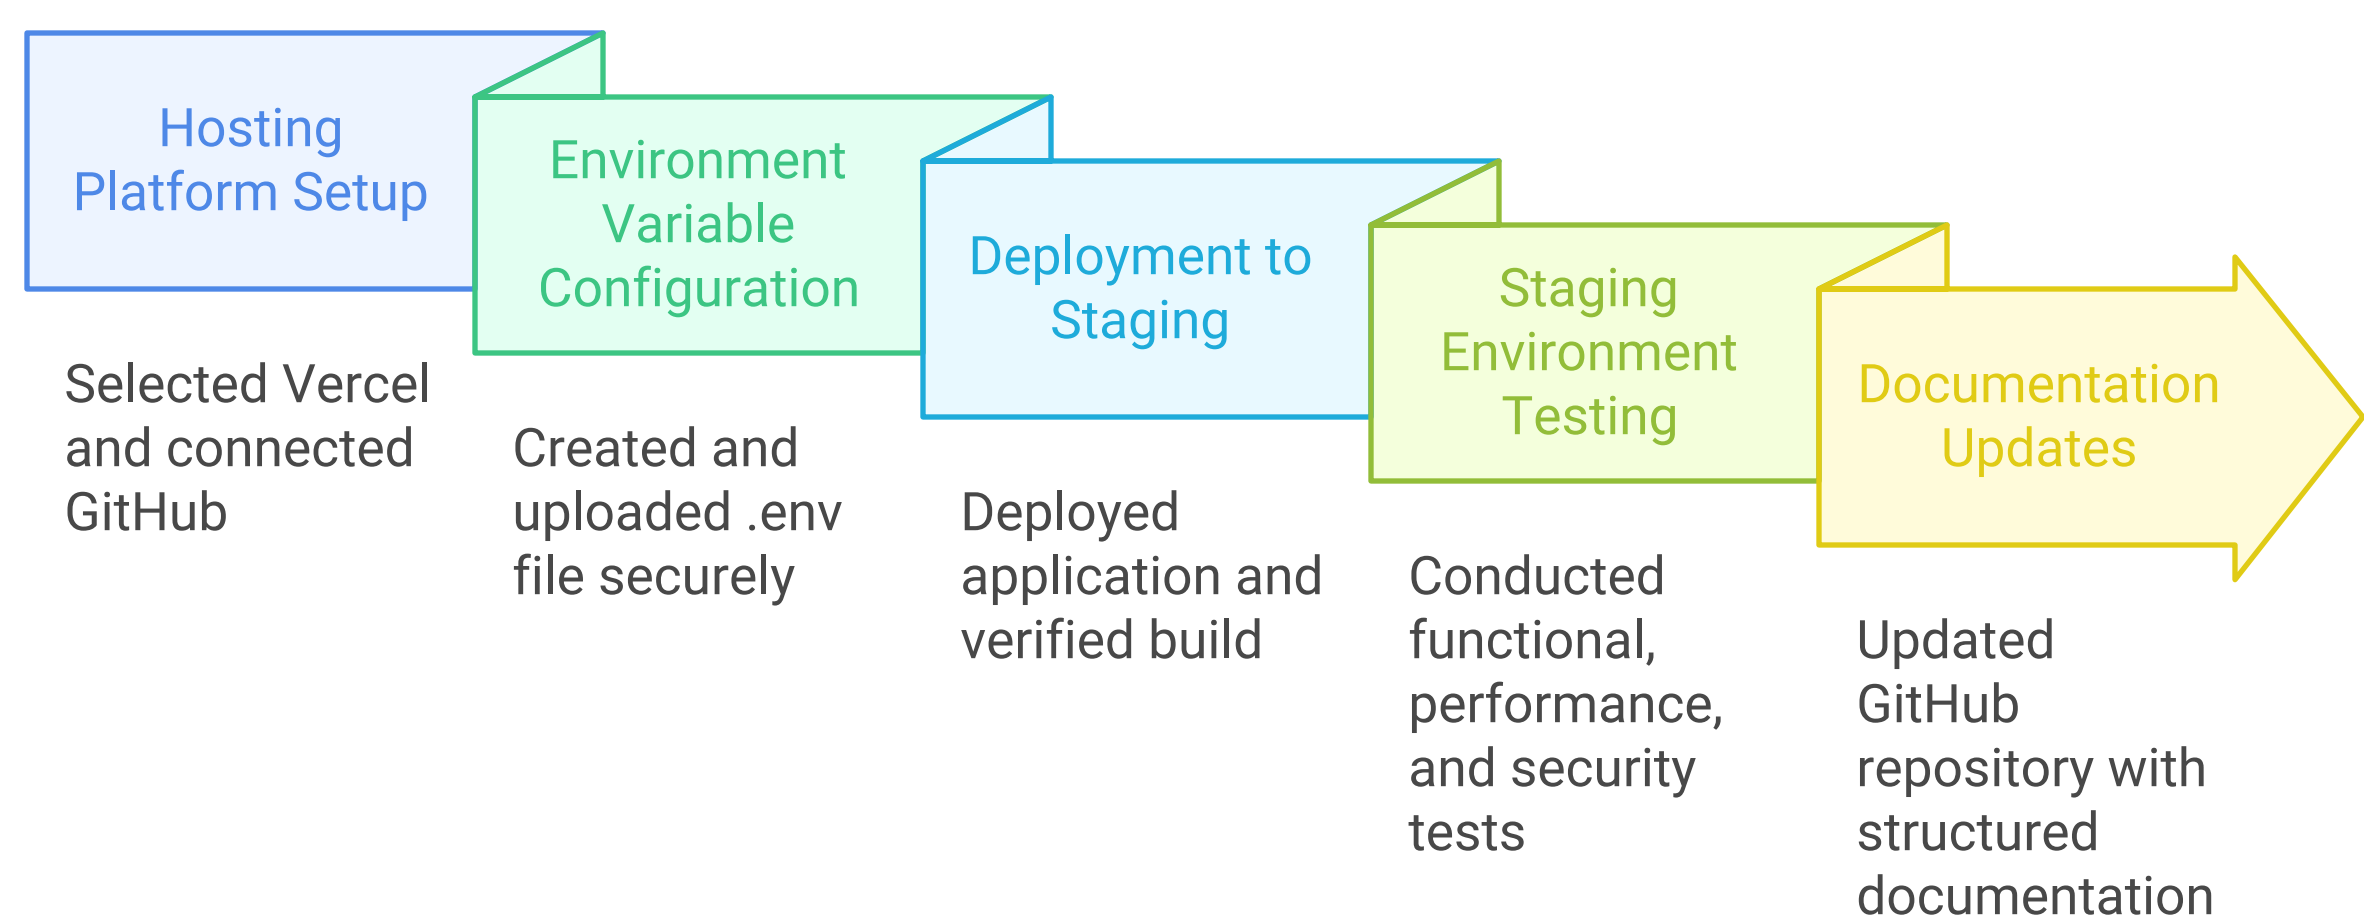 Hosting
Platform Setup
Selected Vercel
and connected
GitHub
Environment
Variable
Configuration
Created and
uploaded .env
file securely
Deployment to
Staging
Deployed
application and
verified build
Staging
Environment
Testing
Conducted
functional,
performance,
and security
tests
Documentation
Updates
Updated
GitHub
repository with
structured
documentation